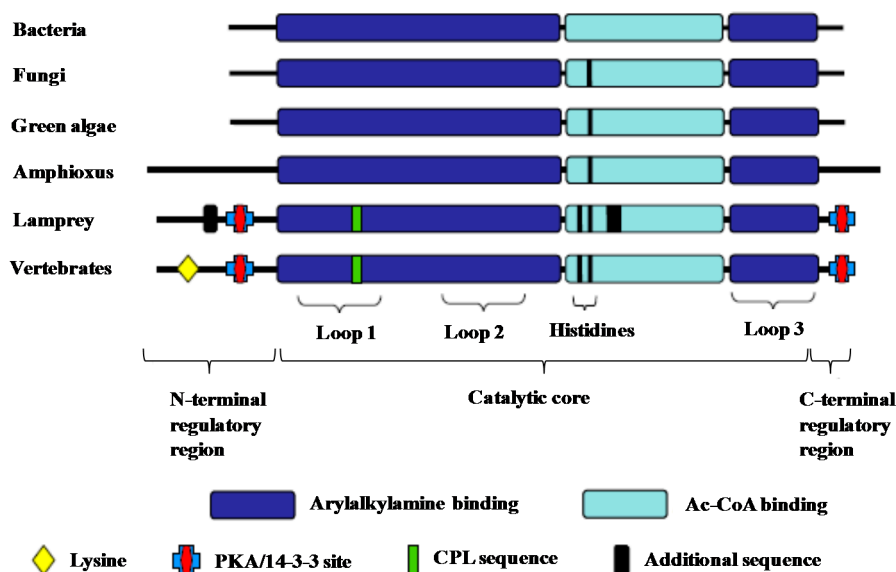 Bacteria
Fungi
Green algae
Amphioxus
Lamprey
Vertebrates
Loop 1
Loop 2
Histidines
Loop 3
N-terminal
regulatory
region
Catalytic core
C-terminal
regulatory
region
Arylalkylamine binding
Ac-CoA binding
Lysine
PKA/14-3-3 site
CPL sequence
Additional sequence